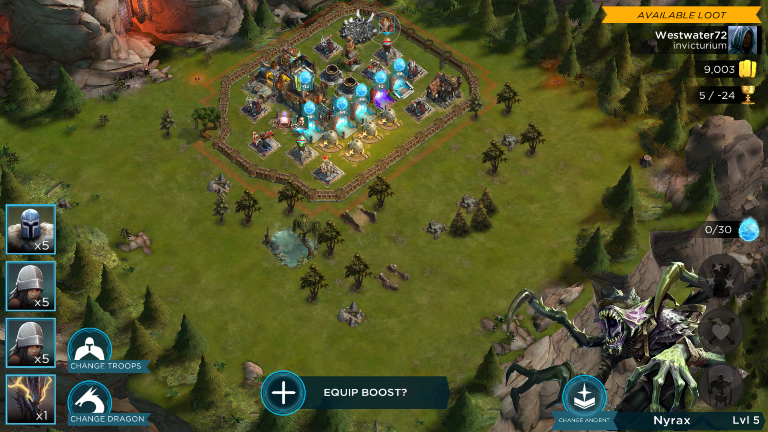 AVAILABLE LOOT
Westwater72
invicturium
9,003
5 / -24
0/30
x5
x5
x5
CHANGE TROOPS
x1
CHANGE DRAGON
EQUIP BOOST?
CHANGE ANCIENT
Nyrax Lvl 5